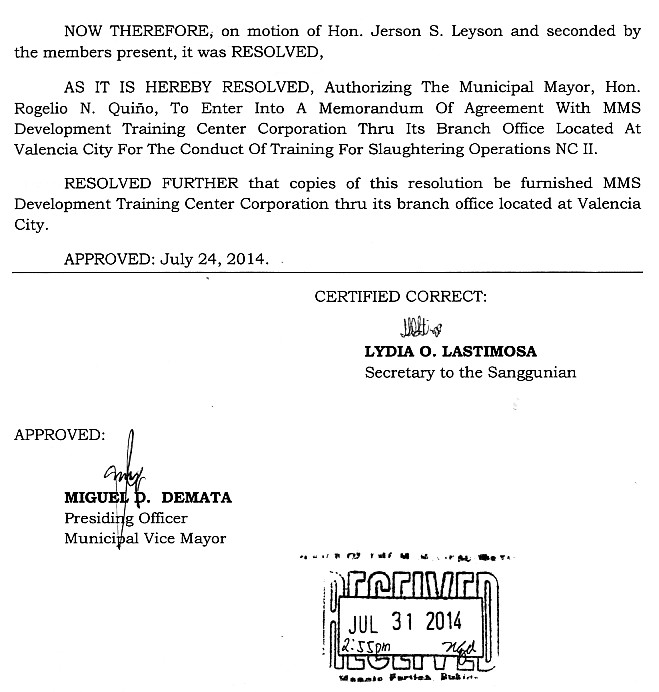 NOW THEREFORE, on motion of Hon. Jerson S. Leyson and seconded by
the members present, it was RESOLVED,
AS IT IS HEREBY RESOLVED, Authorizing The Municipal Mayor, Hon.
Rogelio N. Quiño, To Enter Into A Memorandum Of Agreement With MMS
Development Training Center Corporation Thru Its Branch Office Located At
Valencia City For The Conduct Of Training For Slaughtering Operations NC II.
RESOLVED FURTHER that copies of this resolution be furnished MMS
Development Training Center Corporation thru its branch office located at Valencia
City.
APPROVED: July 24, 2014.
CERTIFIED CORRECT:
LYDIA O. LASTIMOSA
Secretary to the Sanggunian
APPROVED:
MIGUEL D. DEMATA
Presiding Officer
Municipal Vice Mayor
RECEIVED
JUL 31 2014
2:55pm
RECEIVED